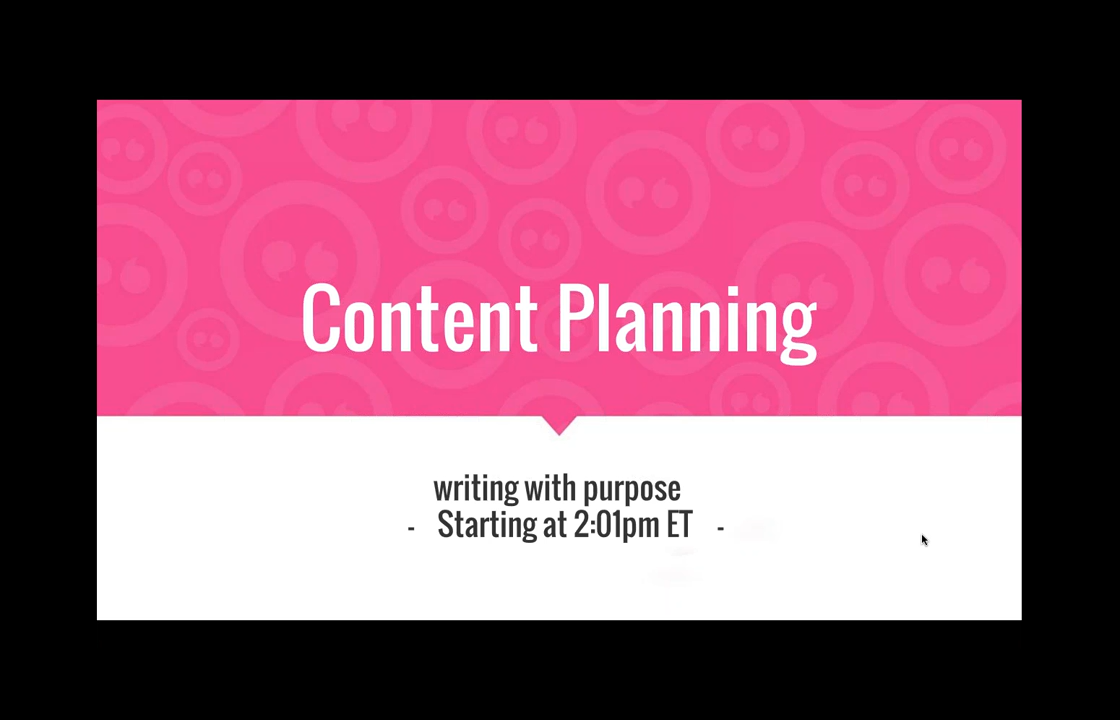 Content Planning
writing with purpose
- Starting at 2:01pm ET -